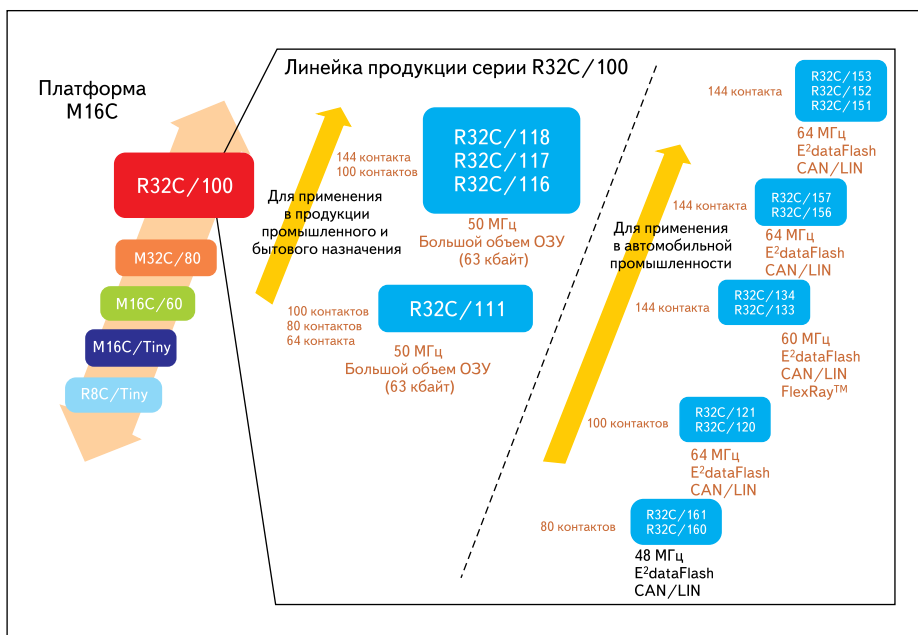 Платформа
M16C
R32C/100
M32C/80
M16C/60
M16C/Tiny
R8C/Tiny
Линейка продукции серии R32C/100
Для применения
в продукции
промышленного и
бытового назначения
144 контакта
100 контактов
R32C/118
R32C/117
R32C/116
50 МГц
Большой объем ОЗУ
(63 кбайт)
100 контактов
80 контактов
64 контакта
R32C/111
50 МГц
Большой объем ОЗУ
(63 кбайт)
Для применения
в автомобильной
промышленности
144 контакта
R32C/153
R32C/152
R32C/151
64 МГц
E²dataFlash
CAN/LIN
144 контакта
R32C/157
R32C/156
64 МГц
E²dataFlash
CAN/LIN
144 контакта
R32C/134
R32C/133
60 МГц
E²dataFlash
CAN/LIN
FlexRay™
100 контактов
R32C/121
R32C/120
64 МГц
E²dataFlash
CAN/LIN
80 контактов
R32C/161
R32C/160
48 МГц
E²dataFlash
CAN/LIN